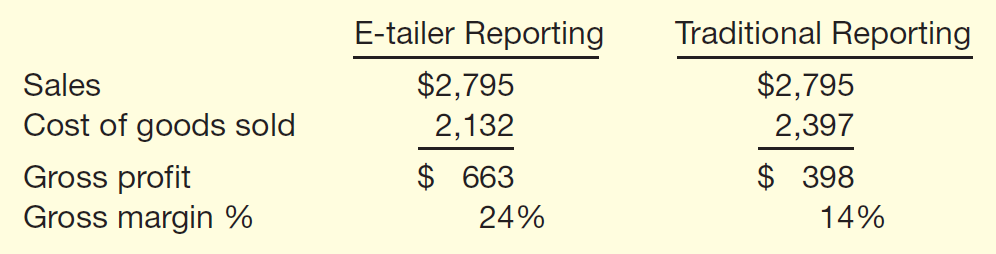 E-tailer Reporting Traditional Reporting
Sales $2,795 $2,795
Cost of goods sold 2,132 2,397
Gross profit $ 663 $ 398
Gross margin % 24% 14%